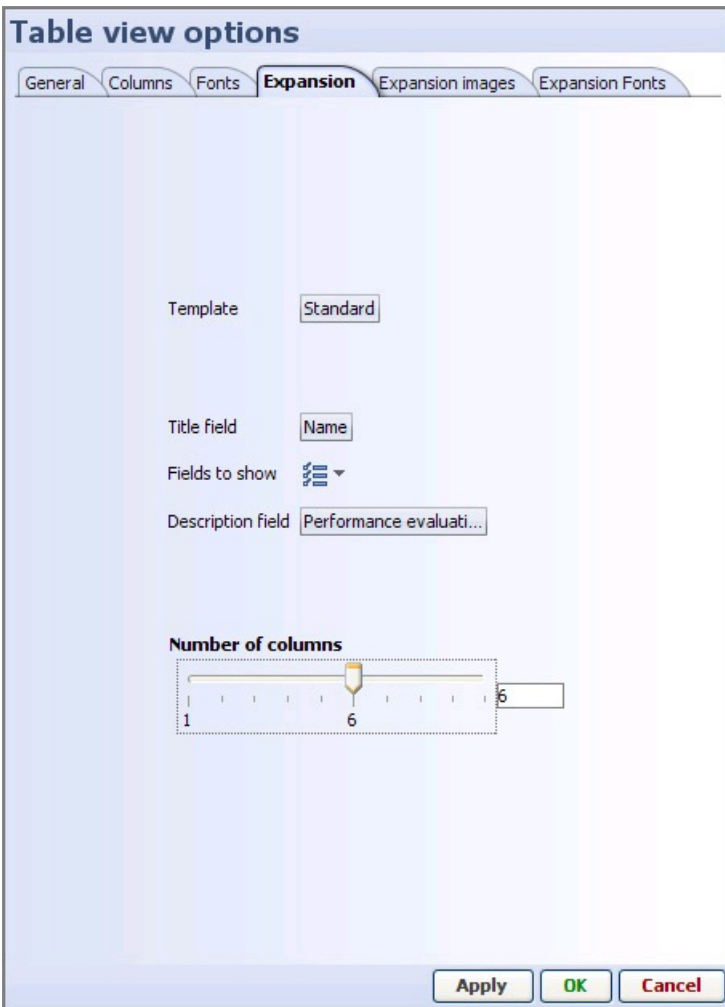 Table view options
General Columns Fonts Expansion Expansion images Expansion Fonts
Template Standard
Title field Name
Fields to show
Description field Performance evaluati...
Number of columns
6
1 6
Apply OK Cancel